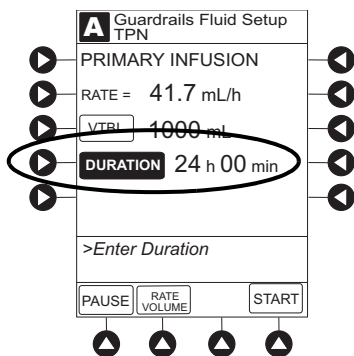 A Guardrails Fluid Setup
TPN
PRIMARY INFUSION
RATE = 41.7 mL/h
VTBI 1000 mL
DURATION 24 h 00 min
>Enter Duration
PAUSE RATE VOLUME START